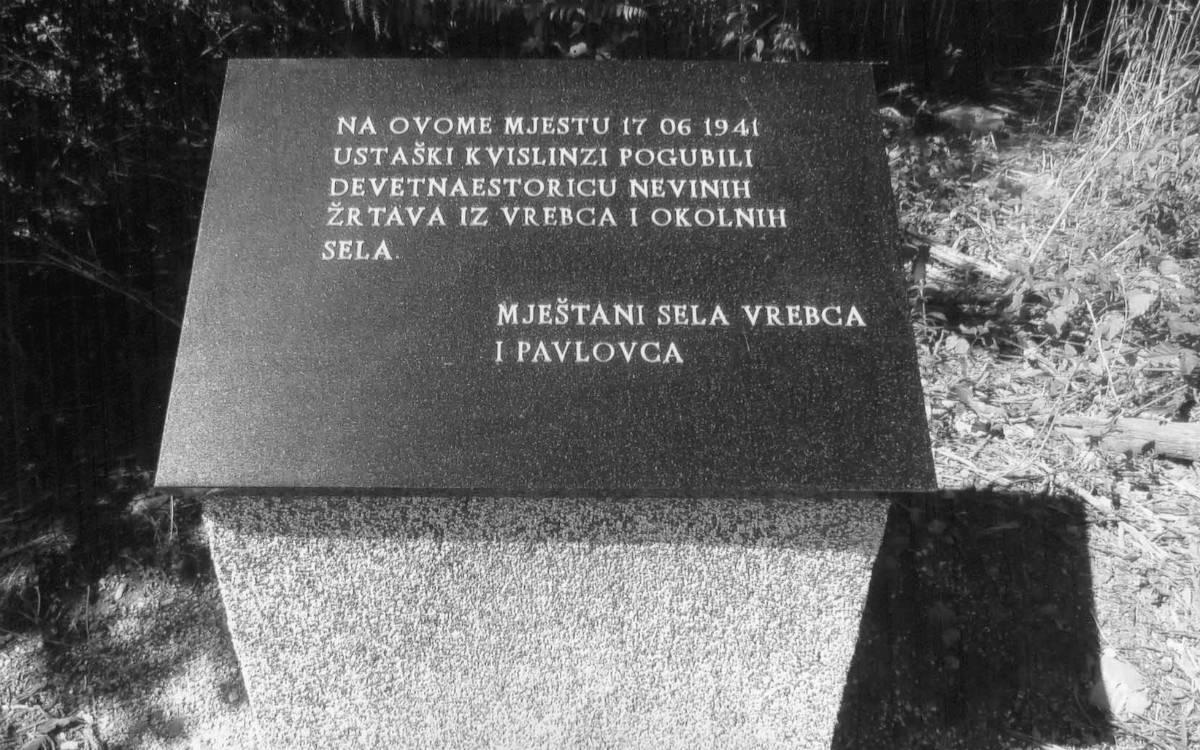 NA OVOME MJESTU 17 06 1941
USTAŠKI KVISLINZI POGUBILI
DEVETNAESTORICU NEVINIH
ŽRTAVA IZ VREBCA I OKOLNIH
SELA.
MJEŠTANI SELA VREBCA
I PAVLOVCA